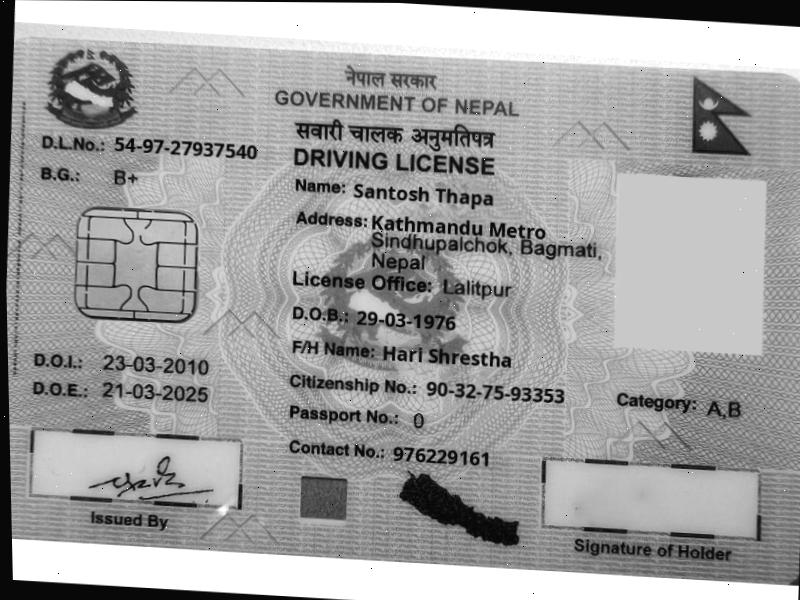 नेपाल सरकार
GOVERNMENT OF NEPAL
सवारी चालक अनुमतिपत्र
DRIVING LICENSE
D.L.No.: 54-97-27937540
B.G.: B+
Name: Santosh Thapa
Address: Kathmandu Metro
Sindhupalchok, Bagmati,
Nepal
License Office: Lalitpur
D.O.B.: 29-03-1976
F/H Name: Hari Shrestha
D.O.I.: 23-03-2010
D.O.E.: 21-03-2025
Citizenship No.: 90-32-75-93353
Category: A,B
Passport No.: 0
Contact No.: 976229161
Issued By
Signature of Holder